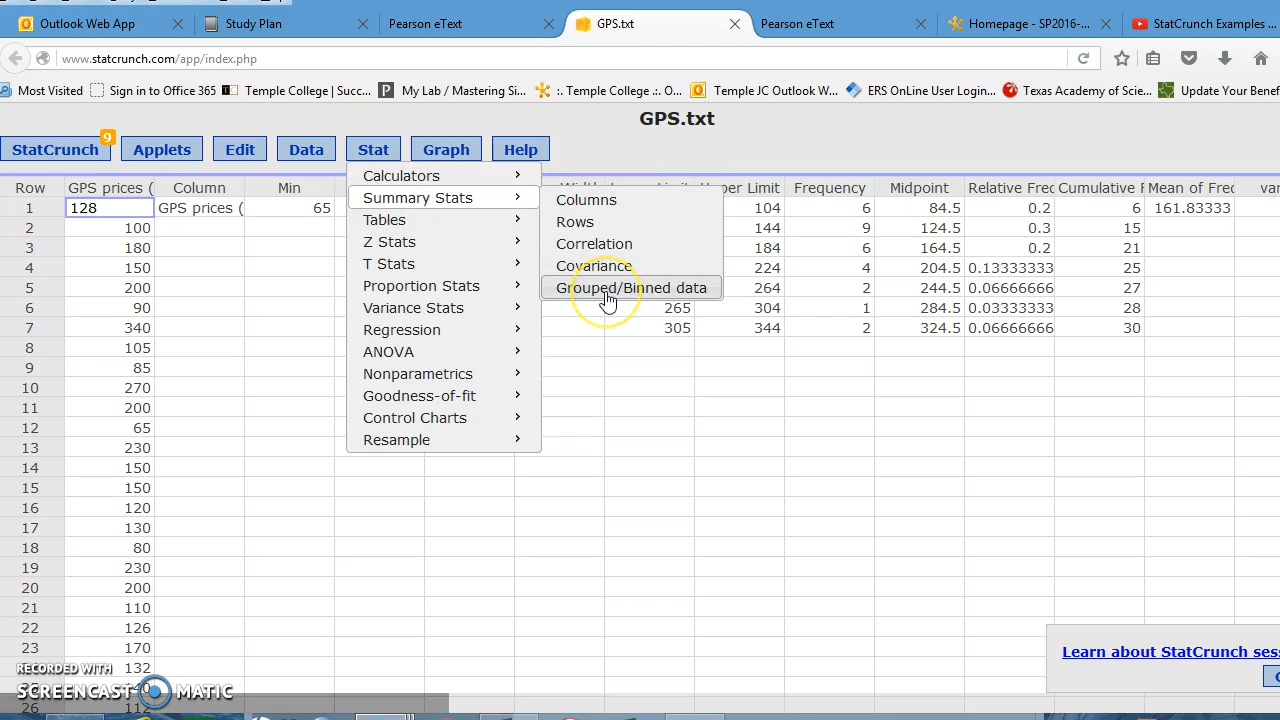 Outlook Web App
Study Plan
Pearson eText
GPS.txt
Pearson eText
Homepage - SP2016-...
StatCrunch Examples ...
www.statcrunch.com/app/index.php
Most Visited
Sign in to Office 365
Temple College | Succ...
My Lab / Mastering Si...
:. Temple College .:. O...
Temple JC Outlook W...
ERS OnLine User Login...
Texas Academy of Scie...
Update Your Benef
GPS.txt
StatCrunch
9
Applets
Edit
Data
Stat
Graph
Help
Row GPS prices ( Column Min Upper Limit Frequency Midpoint Relative Freq Cumulative F Mean of Freq var
1 128 GPS prices ( 65 104 6 84.5 0.2 6 161.83333
2 100 144 9 124.5 0.3 15
3 180 184 6 164.5 0.2 21
4 150 224 4 204.5 0.13333333 25
5 200 264 2 244.5 0.06666666 27
6 90 265 304 1 284.5 0.03333333 28
7 340 305 344 2 324.5 0.06666666 30
8 105
9 85
10 270
11 200
12 65
13 230
14 150
15 150
16 120
17 130
18 80
19 230
20 200
21 110
22 126
23 170
132
140
26 112
Calculators
Summary Stats
Tables
Z Stats
T Stats
Proportion Stats
Variance Stats
Regression
ANOVA
Nonparametrics
Goodness-of-fit
Control Charts
Resample
Columns
Rows
Correlation
Covariance
Grouped/Binned data
Learn about StatCrunch sess
RECORDED WITH
SCREENCAST MATIC